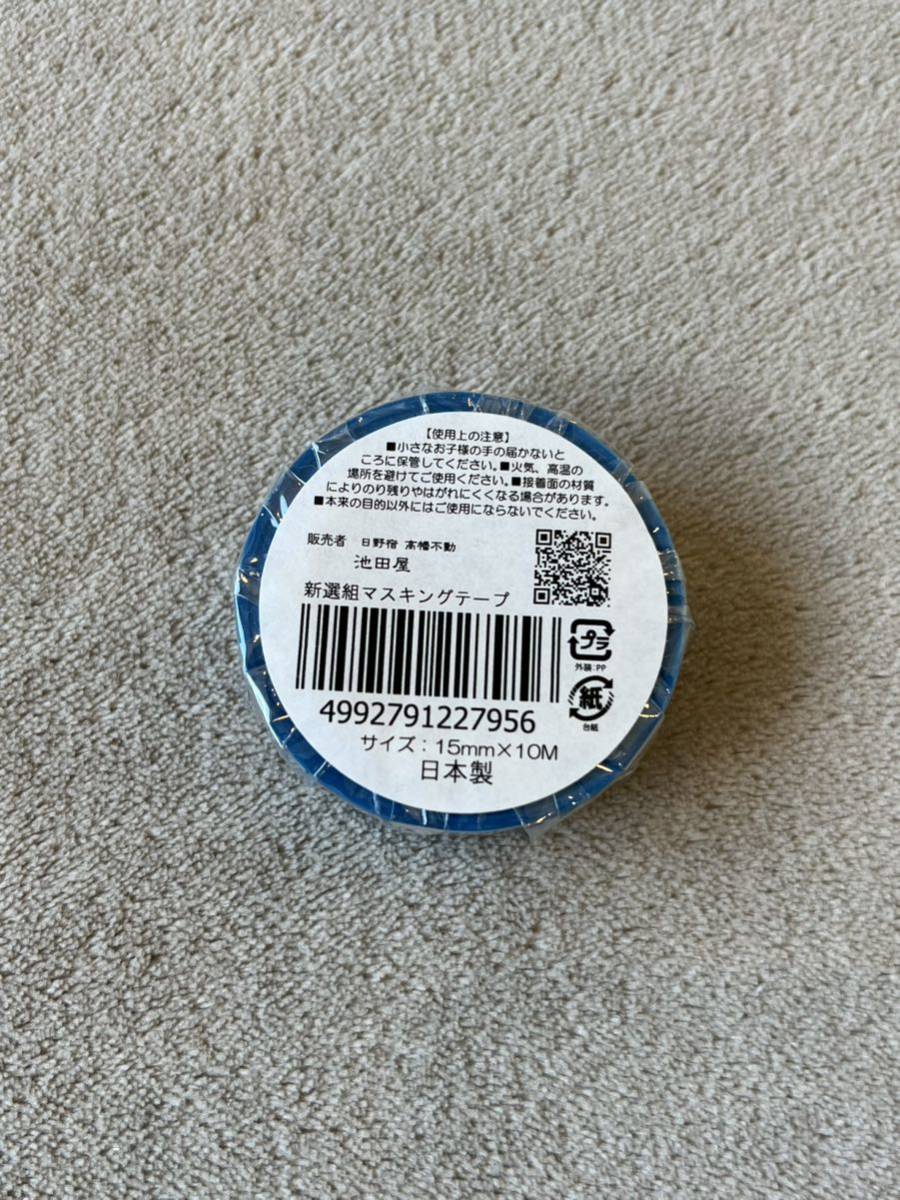 【使用上の注意】
■小さなお子様の手の届かないと
ころに保管してください。■火気、高温の
場所を避けてご使用ください。■接着面の材質
によりのり残りやはがれにくくなる場合があります。
■本来の目的以外にはご使用にならないでください。
販売者 日野宿 高幡不動
池田屋
新選組マスキングテープ
4992791227956
プラ
外装:PP
紙
台紙
サイズ:15mm×10M
日本製